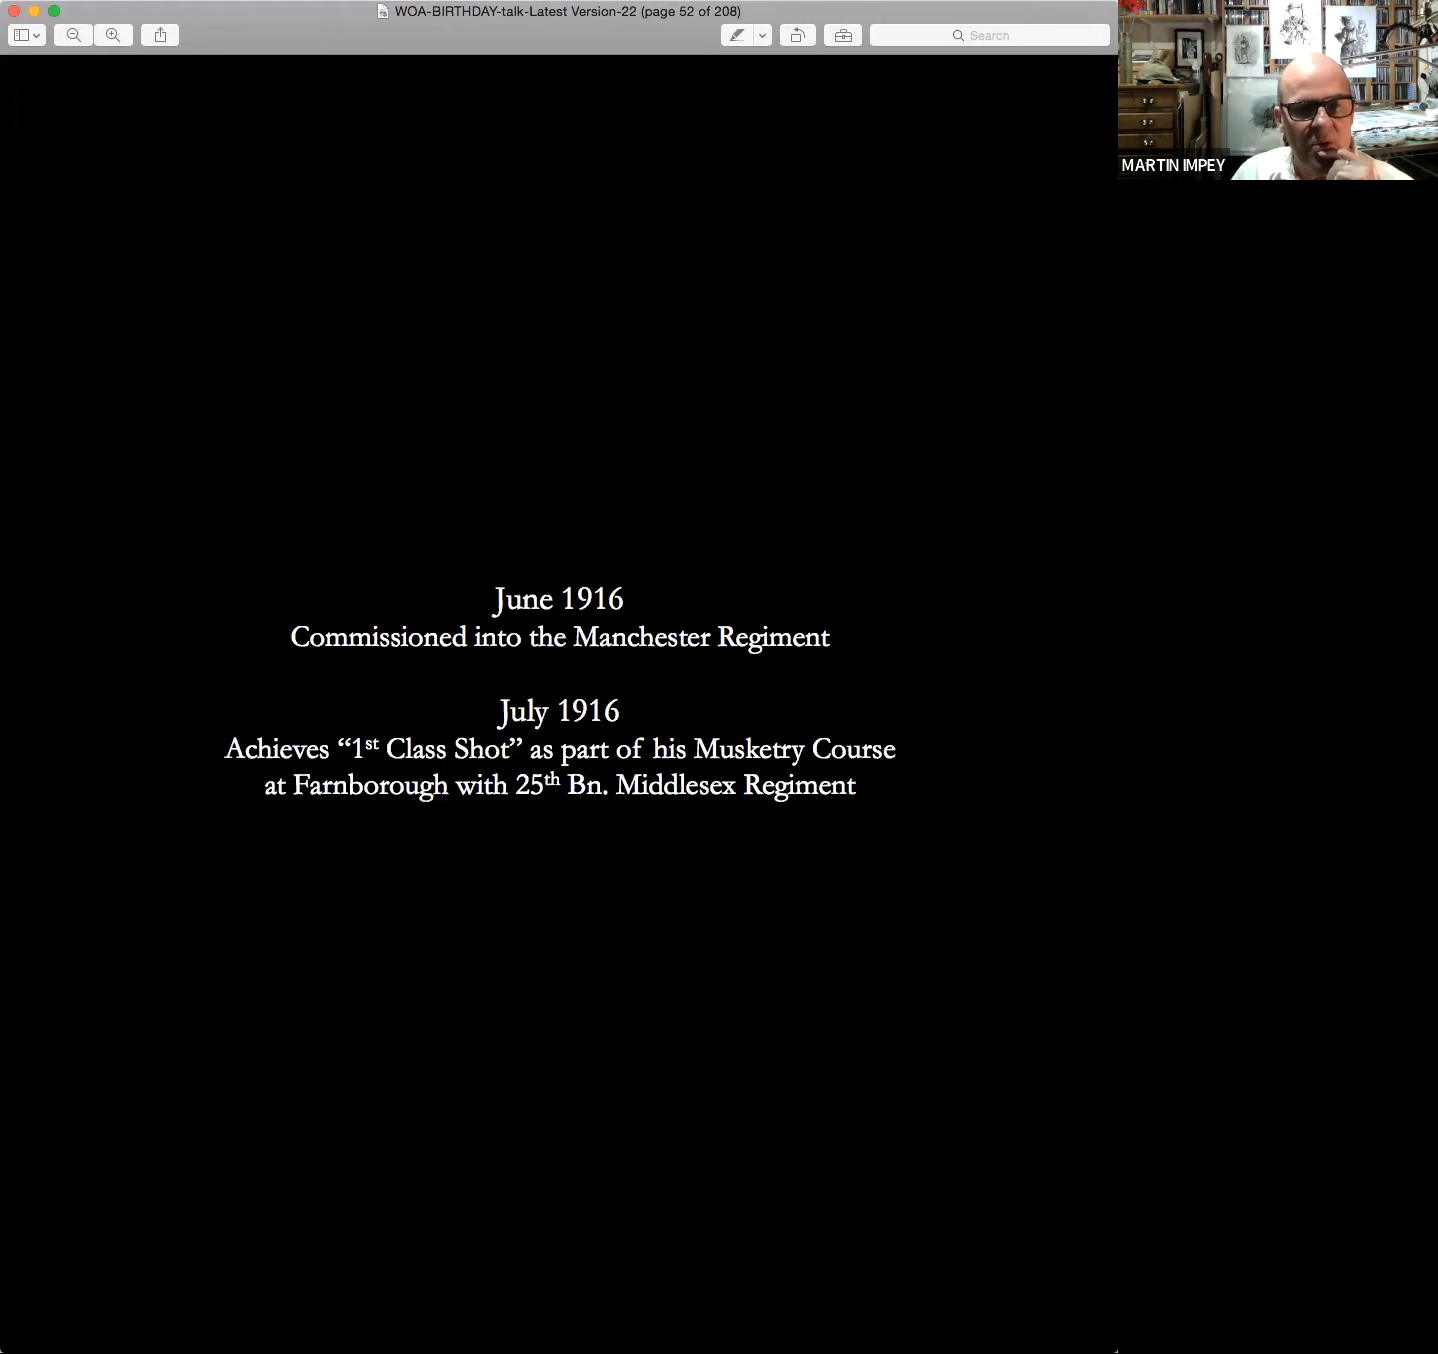 WOA-BIRTHDAY-talk-Latest Version-22 (page 52 of 208)
Search
MARTIN IMPEY
June 1916
Commissioned into the Manchester Regiment
July 1916
Achieves “1st Class Shot” as part of his Musketry Course
at Farnborough with 25th Bn. Middlesex Regiment